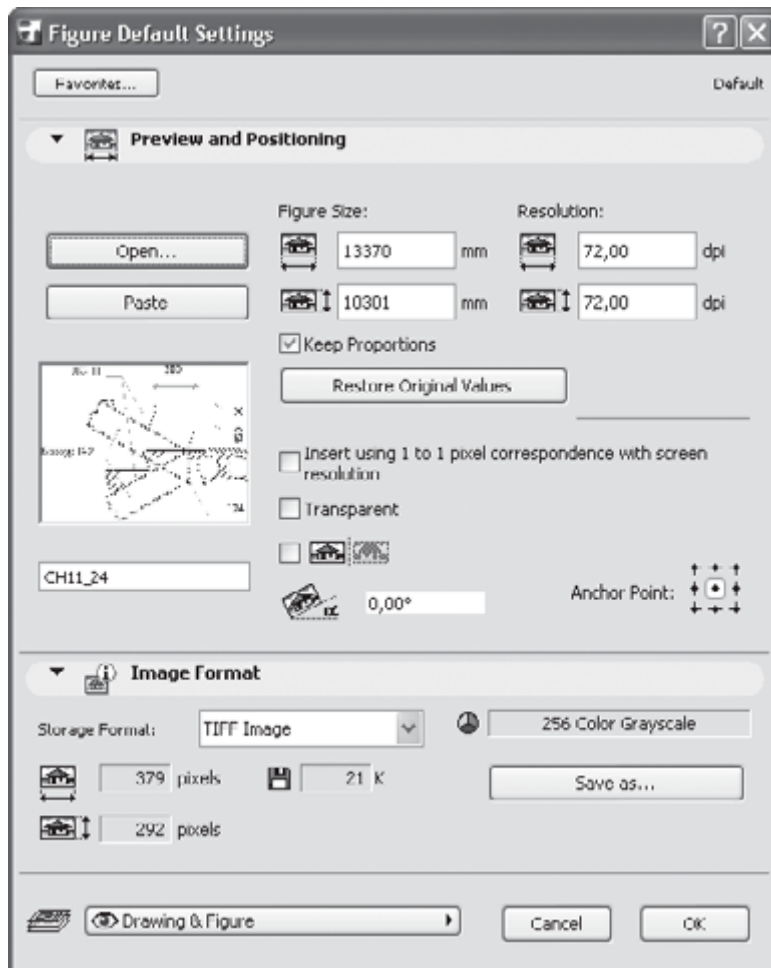 Figure Default Settings
Favorites...
Default
Preview and Positioning
Figure Size:
Resolution:
Open...
13370 mm
72,00 dpi
Paste
10301 mm
72,00 dpi
Keep Proportions
Restore Original Values
380
Insert using 1 to 1 pixel correspondence with screen
resolution
Transparent
CH11_24
α
0,00°
Anchor Point:
Image Format
Storage Format:
TIFF Image
256 Color Grayscale
379 pixels
21 K
Save as...
292 pixels
Drawing & Figure
Cancel
OK